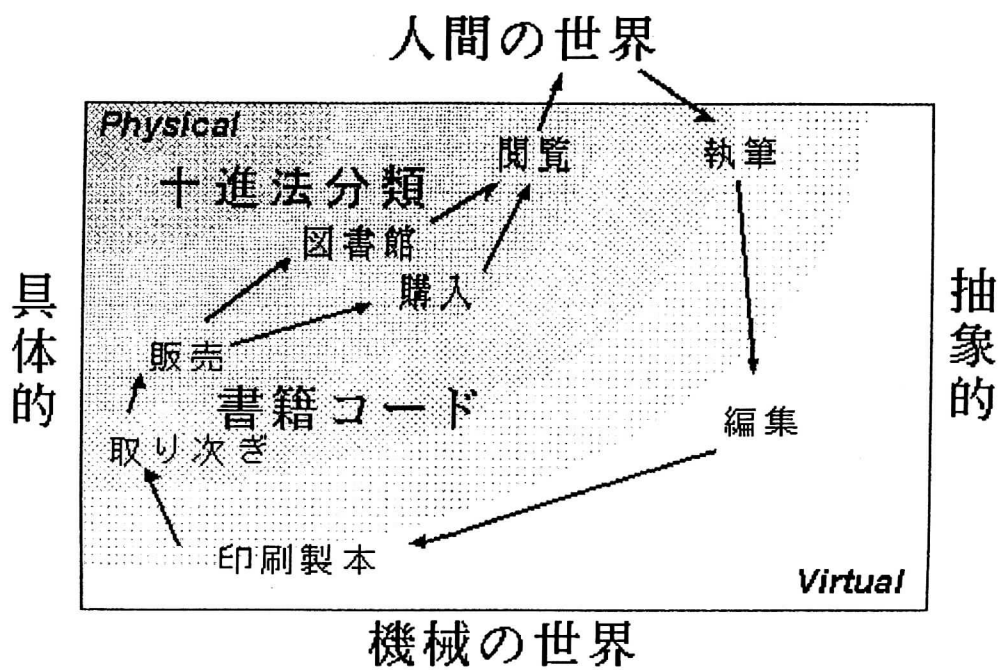 人間の世界
Physical
閲覧
執筆
十進法分類
図書館
購入
具体的
抽象的
販売
書籍コード
編集
取り次ぎ
印刷製本
Virtual
機械の世界